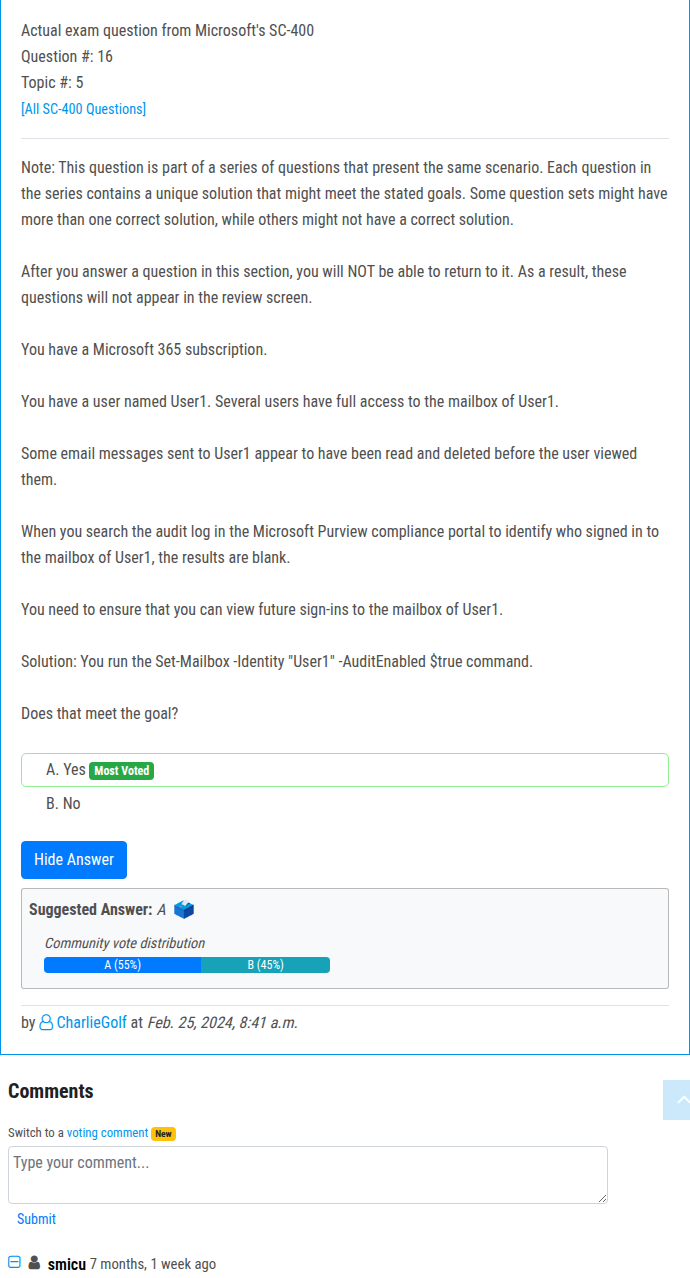 Actual exam question from Microsoft's SC-400
Question #: 16
Topic #: 5
[All SC-400 Questions]
Note: This question is part of a series of questions that present the same scenario. Each question in
the series contains a unique solution that might meet the stated goals. Some question sets might have
more than one correct solution, while others might not have a correct solution.
After you answer a question in this section, you will NOT be able to return to it. As a result, these
questions will not appear in the review screen.
You have a Microsoft 365 subscription.
You have a user named User1. Several users have full access to the mailbox of User1.
Some email messages sent to User1 appear to have been read and deleted before the user viewed
them.
When you search the audit log in the Microsoft Purview compliance portal to identify who signed in to
the mailbox of User1, the results are blank.
You need to ensure that you can view future sign-ins to the mailbox of User1.
Solution: You run the Set-Mailbox -Identity "User1" -AuditEnabled $true command.
Does that meet the goal?
A. Yes Most Voted
B. No
Hide Answer
Suggested Answer: A
Community vote distribution
A (55%) B (45%)
by CharlieGolf at Feb. 25, 2024, 8:41 a.m.
Comments
Switch to a voting comment New
Type your comment...
Submit
smicu 7 months, 1 week ago